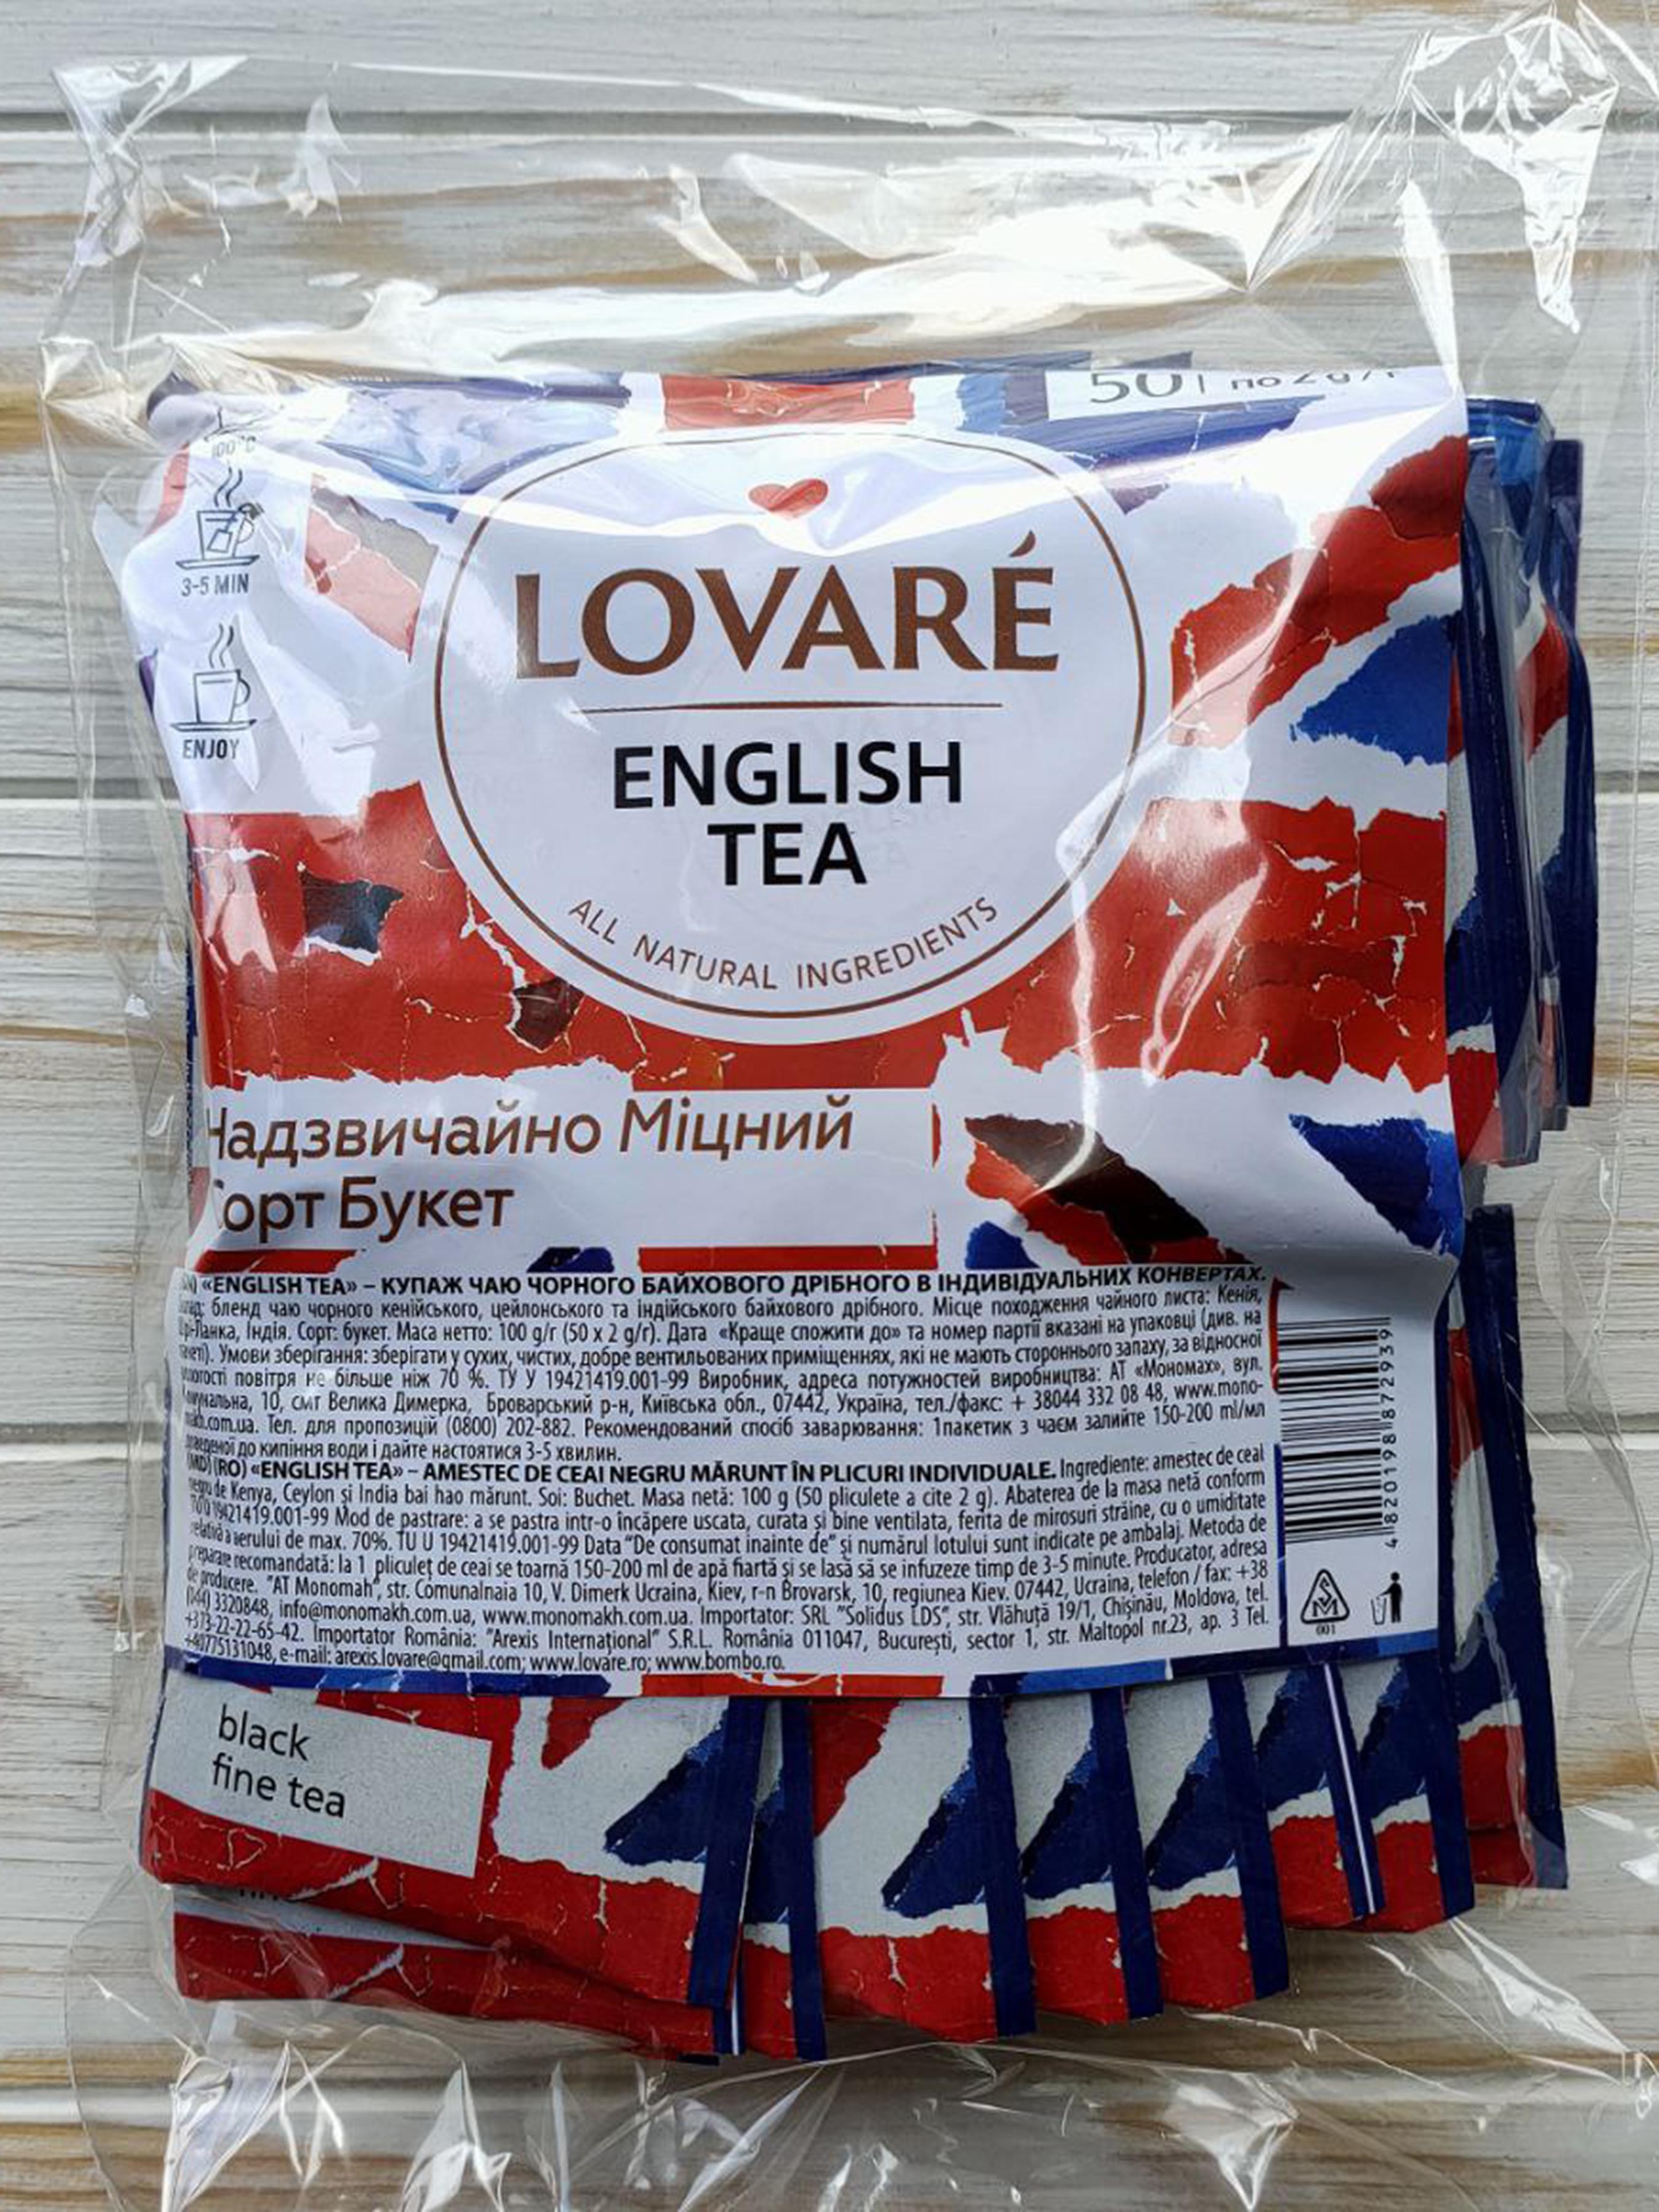 50 | по 2 g/г
100°C
3-5 MIN
ENJOY
LOVARÉ
ENGLISH
TEA
ALL NATURAL INGREDIENTS
Надзвичайно Міцний
Сорт Букет
«ENGLISH TEA» – КУПАЖ ЧАЮ ЧОРНОГО БАЙХОВОГО ДРІБНОГО В ІНДИВІДУАЛЬНИХ КОНВЕРТАХ.
бленд чаю чорного кенійського, цейлонського та індійського байхового дрібного. Місце походження чайного листа: Кенія,
Шрі-Ланка, Індія. Сорт: букет. Маса нетто: 100 g/г (50 x 2 g/г). Дата «Краще спожити до» та номер партії вказані на упаковці (див. на
пакеті). Умови зберігання: зберігати у сухих, чистих, добре вентильованих приміщеннях, які не мають стороннього запаху, за відносної
вологості повітря не більше ніж 70 %. ТУ У 19421419.001-99 Виробник, адреса потужностей виробництва: АТ «Мономах», вул.
Комунальна, 10, смт Велика Димерка, Броварський р-н, Київська обл., 07442, Україна, тел./факс: + 38044 332 08 48, www.mono-
makh.com.ua. Тел. для пропозицій (0800) 202-882. Рекомендований спосіб заварювання: 1пакетик з чаєм залийте 150-200 ml/мл
доведеної до кипіння води і дайте настоятися 3-5 хвилин.
(MD) (RO) «ENGLISH TEA» – AMESTEC DE CEAI NEGRU MĂRUNT ÎN PLICURI INDIVIDUALE. Ingrediente: amestec de ceai
negru de Kenya, Ceylon si India bai hao mărunt. Soi: Buchet. Masa netă: 100 g (50 pliculete a cite 2 g). Abaterea de la masa netă conform
TU U 19421419.001-99 Mod de pastrare: a se pastra intr-o încăpere uscata, curata și bine ventilata, ferita de mirosuri străine, cu o umiditate
relativă a aerului de max. 70%. TU U 19421419.001-99 Data "De consumat inainte de" și numărul lotului sunt indicate pe ambalaj. Metoda de
preparare recomandată: la 1 pliculeț de ceai se toarnă 150-200 ml de apă fiartă și se lasă să se infuzeze timp de 3-5 minute. Producator, adresa
de producere. "AT Monomah", str. Comunalnaia 10, V. Dimerk Ucraina, Kiev, r-n Brovarsk, 10, regiunea Kiev. 07442, Ucraina, telefon / fax: +38
(044) 3320848, info@monomakh.com.ua, www.monomakh.com.ua. Importator: SRL "Solidus LDS", str. Vlăhuță 19/1, Chișinău, Moldova, tel.
+373-22-22-65-42. Importator România: "Arexis Internațional" S.R.L. România 011047, București, sector 1, str. Maltopol nr.23, ap. 3 Tel.
+40775131048, e-mail: arexis.lovare@gmail.com; www.lovare.ro; www.bombo.ro.
4 820198 872939
001
black
fine tea